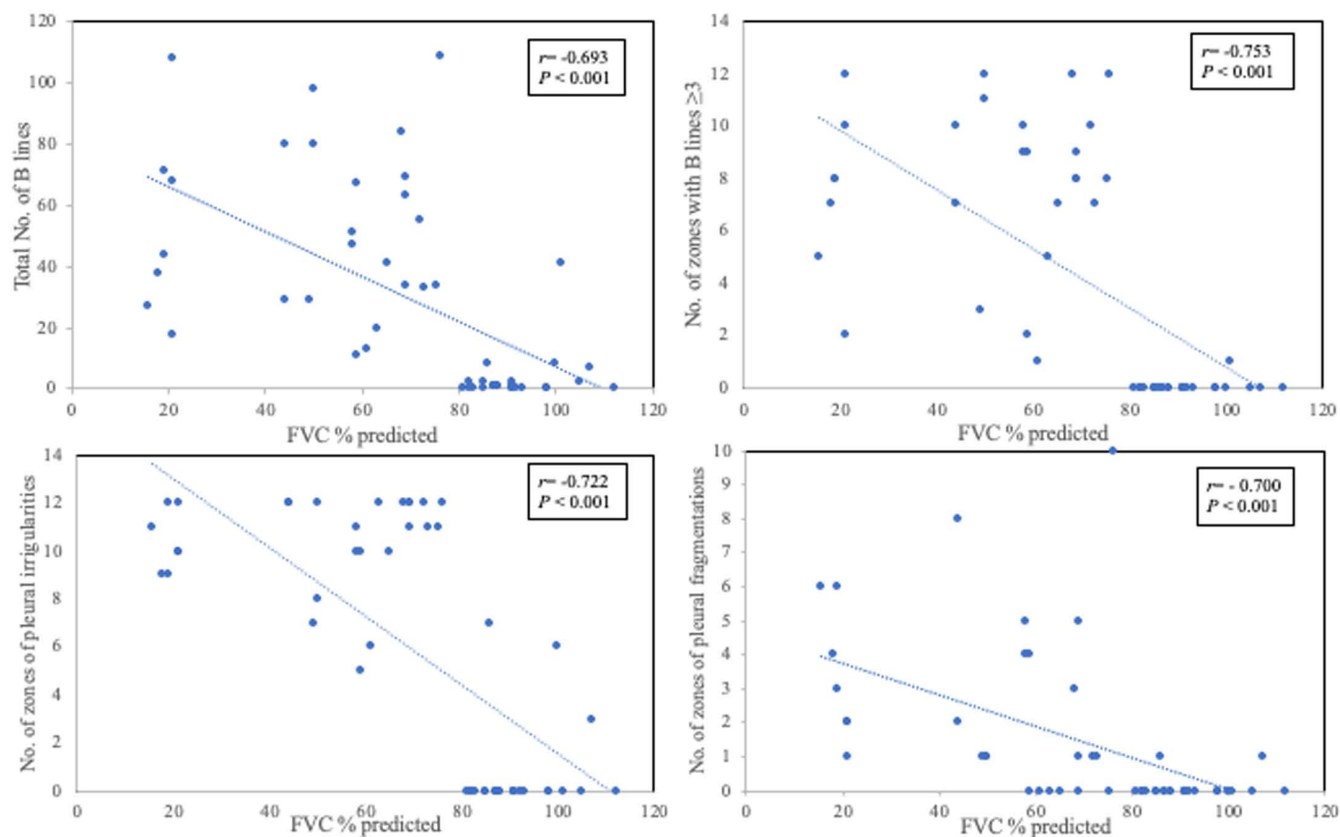 120
100
80
60
40
20
0
Total No. of B lines
r= -0.693
P < 0.001
0 20 40 60 80 100 120
FVC % predicted
14
12
10
8
6
4
2
0
No. of zones with B lines ≥3
r= -0.753
P < 0.001
0 20 40 60 80 100 120
FVC % predicted
14
12
10
8
6
4
2
0
No. of zones of pleural irrigularities
r= -0.722
P < 0.001
0 20 40 60 80 100 120
FVC % predicted
10
9
8
7
6
5
4
3
2
1
0
No. of zones of pleural fragmentations
r= - 0.700
P < 0.001
0 20 40 60 80 100 120
FVC % predicted